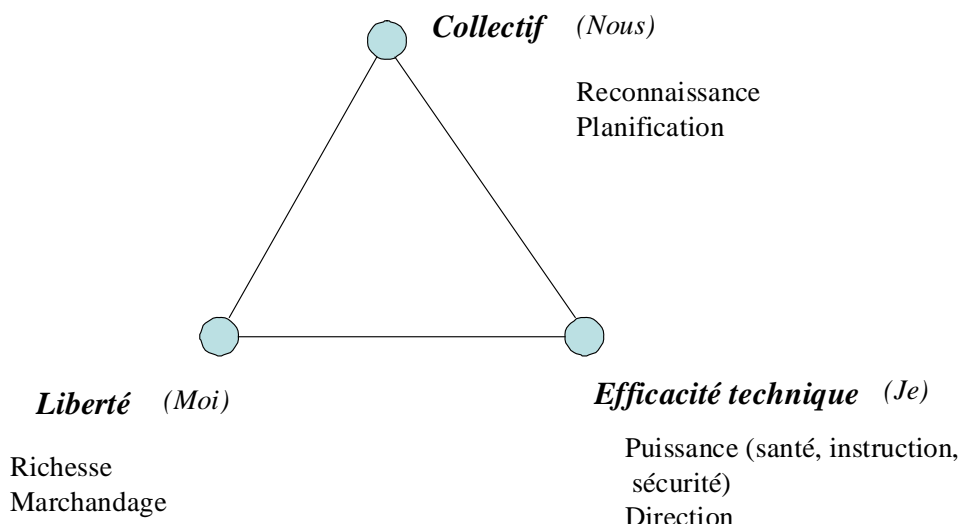 Collectif (Nous)
Reconnaissance
Planification
Liberté (Moi)
Richesse
Marchandage
Efficacité technique (Je)
Puissance (santé, instruction,
sécurité)
Direction